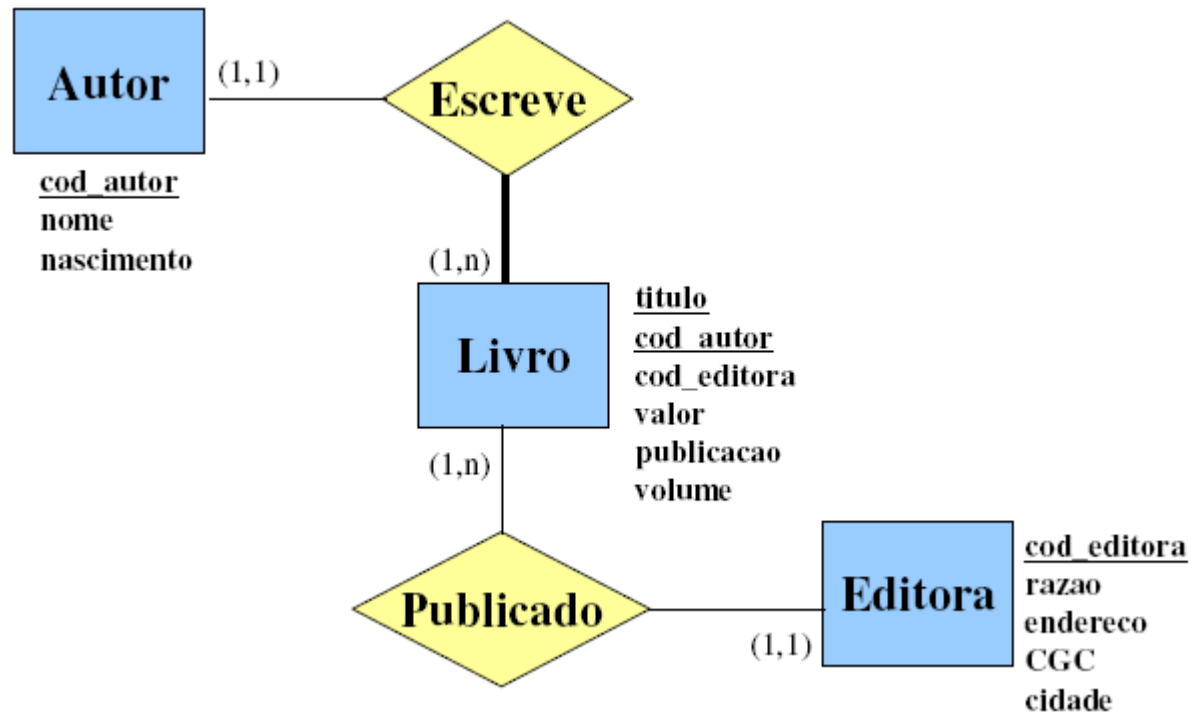 Autor
(1,1)
Escreve
cod_autor
nome
nascimento
(1,n)
Livro
titulo
cod_autor
cod_editora
valor
publicacao
volume
(1,n)
Publicado
(1,1)
Editora
cod_editora
razao
endereco
CGC
cidade